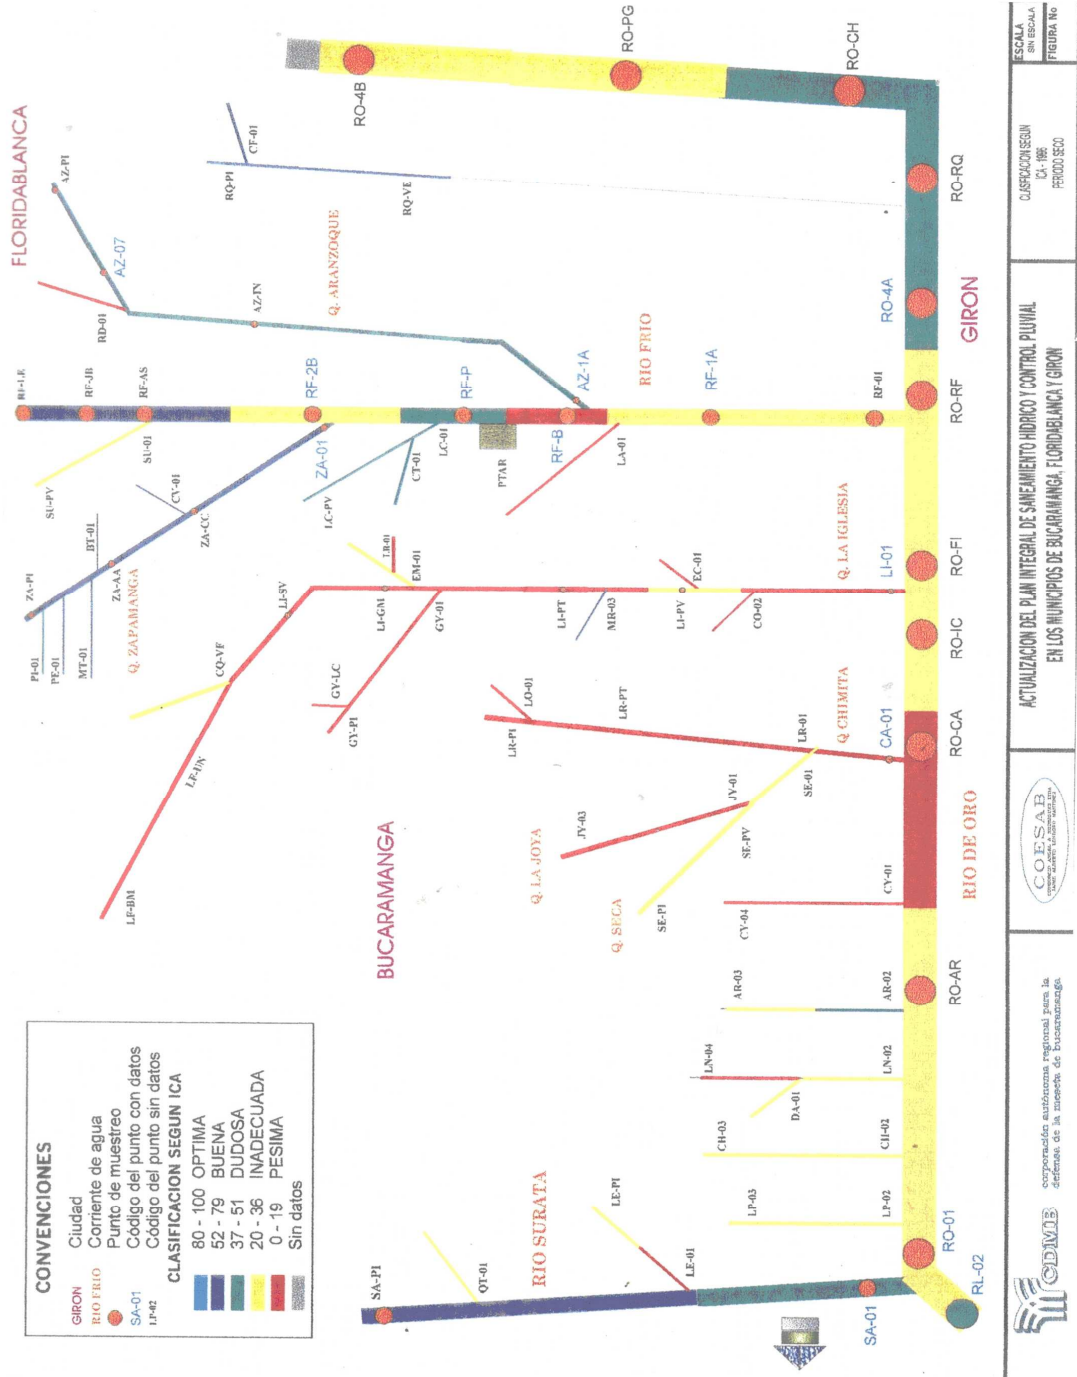 CONVENCIONES
GIRON Ciudad
RIO FRIO Corriente de agua
Punto de muestreo
SA-01 Código del punto con datos
LP-02 Código del punto sin datos
CLASIFICACION SEGUN ICA
80 - 100 OPTIMA
52 - 79 BUENA
37 - 51 DUDOSA
20 - 36 INADECUADA
0 - 19 PESIMA
Sin datos
FLORIDABLANCA
BUCARAMANGA
GIRON
RIO SURATA
RIO DE ORO
RIO FRIO
Q. ZAPAMANGA
Q. ARANZOQUE
Q. LA IGLESIA
Q CHIMITA
Q. LA JOYA
Q. SECA
SA-PI
QT-01
LE-PI
LE-01
SA-01
RL-02
RO-01
LP-03
LP-02
CH-03
CH-02
LN-04
DA-01
LN-02
AR-03
AR-02
RO-AR
CY-04
CY-01
SE-PI
SE-PV
SE-01
JY-03
JY-01
LR-PI
LO-01
LR-PT
LR-01
CA-01
RO-CA
RO-IC
RO-FI
LF-BM
LF-UN
CQ-VF
LI-SV
GY-LC
GY-PI
GY-01
LI-GM
EM-01
LI-PT
MR-03
LI-PV
EC-01
CO-02
LI-01
PI-01
PE-01
MT-01
ZA-PI
BT-01
ZA-AA
CV-01
ZA-CC
ZA-01
SU-PV
SU-01
RF-JB
RF-AS
RF-2B
LC-PV
CT-01
LC-01
RF-P
PTAR
RF-B
LA-01
AZ-1A
RF-1A
RF-01
RO-RF
AZ-PI
AZ-07
RD-01
AZ-IN
RQ-PI
CF-01
RQ-VE
RO-4B
RO-PG
RO-CH
RO-RQ
RO-4A
CDMB
corporación autónoma regional para la
defensa de la meseta de bucaramanga
COESAB
ACTUALIZACION DEL PLAN INTEGRAL DE SANEAMIENTO HIDRICO Y CONTROL PLUVIAL
EN LOS MUNICIPIOS DE BUCARAMANGA, FLORIDABLANCA Y GIRON
CLASIFICACION SEGUN
ICA - 1996
PERIODO SECO
ESCALA
SIN ESCALA
FIGURA No